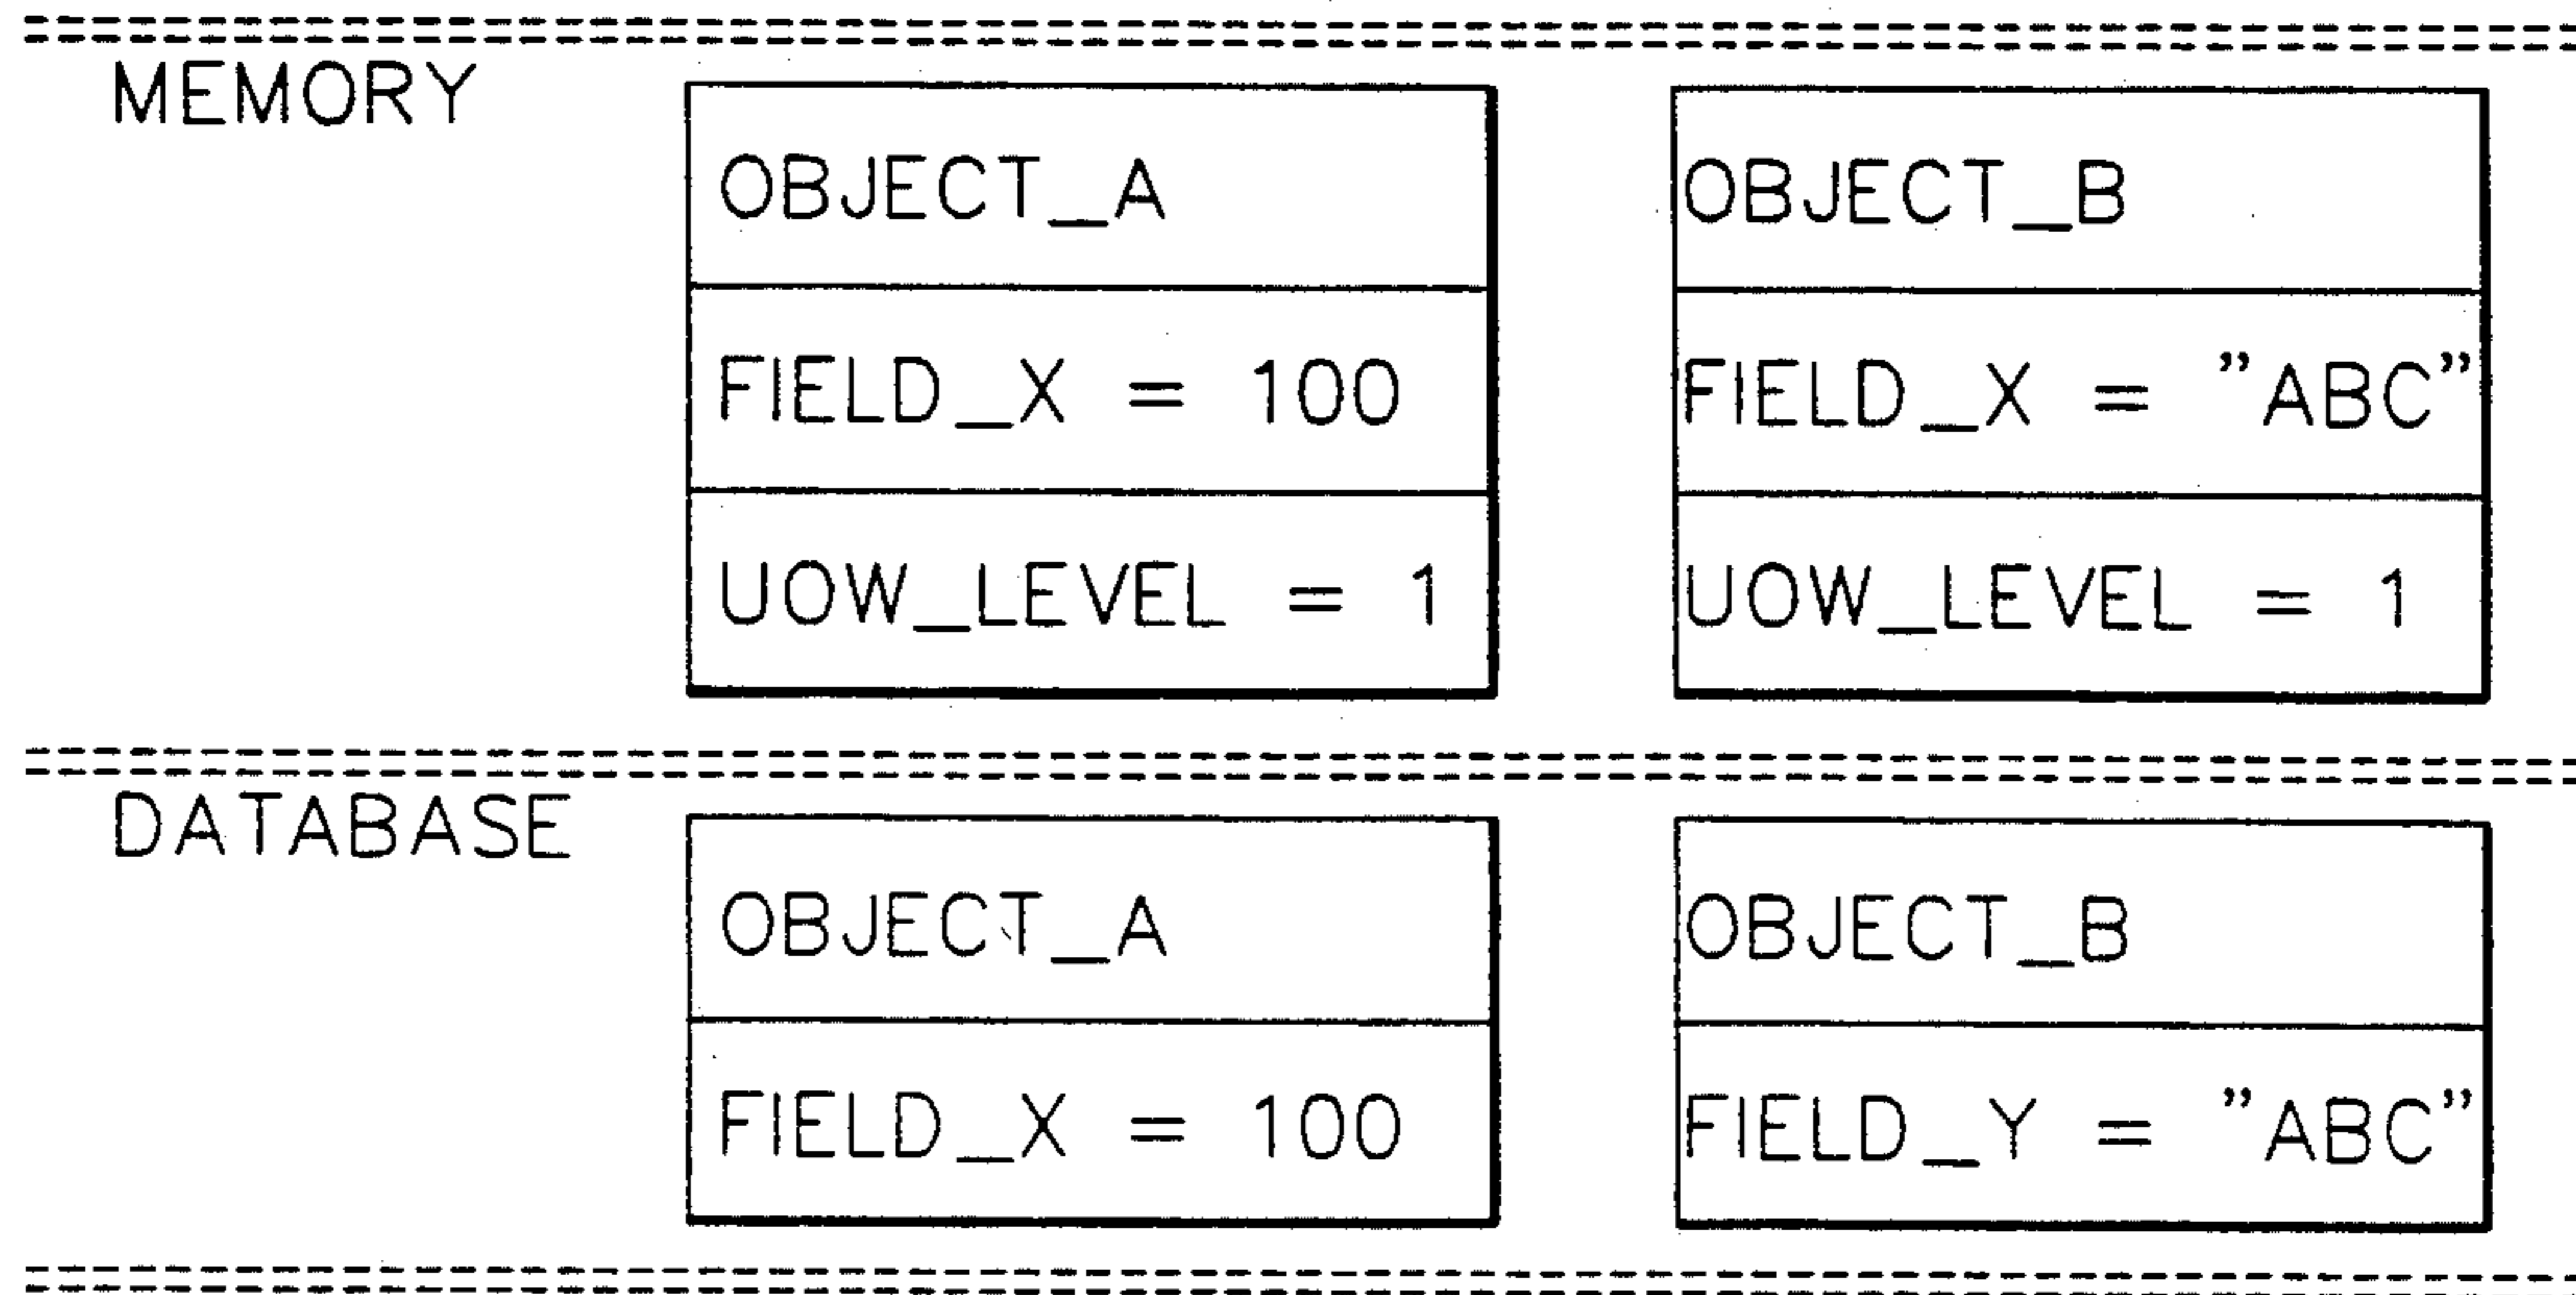 MEMORY
OBJECT_A
FIELD_X = 100
UOW_LEVEL = 1
OBJECT_B
FIELD_X = ”ABC”
UOW_LEVEL = 1
DATABASE
OBJECT_A
FIELD_X = 100
OBJECT_B
FIELD_Y = ”ABC”